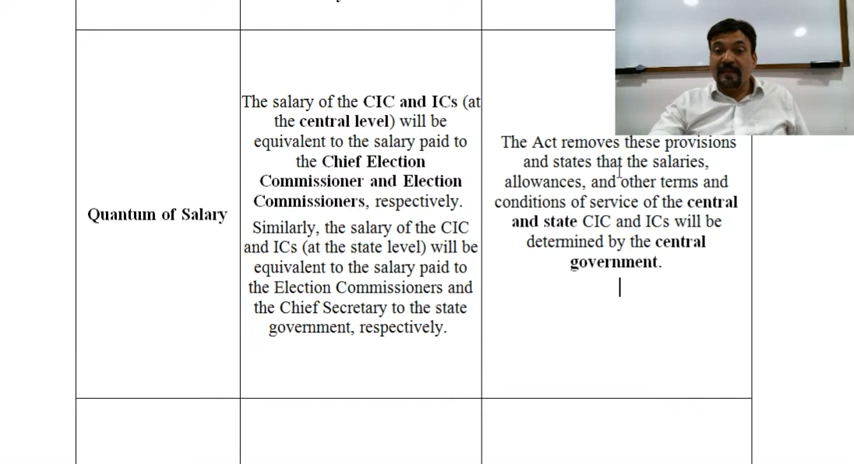 Quantum of Salary
The salary of the CIC and ICs (at
the central level) will be
equivalent to the salary paid to
the Chief Election
Commissioner and Election
Commissioners, respectively.
Similarly, the salary of the CIC
and ICs (at the state level) will be
equivalent to the salary paid to
the Election Commissioners and
the Chief Secretary to the state
government, respectively.
The Act removes these provisions
and states that the salaries,
allowances, and other terms and
conditions of service of the central
and state CIC and ICs will be
determined by the central
government.